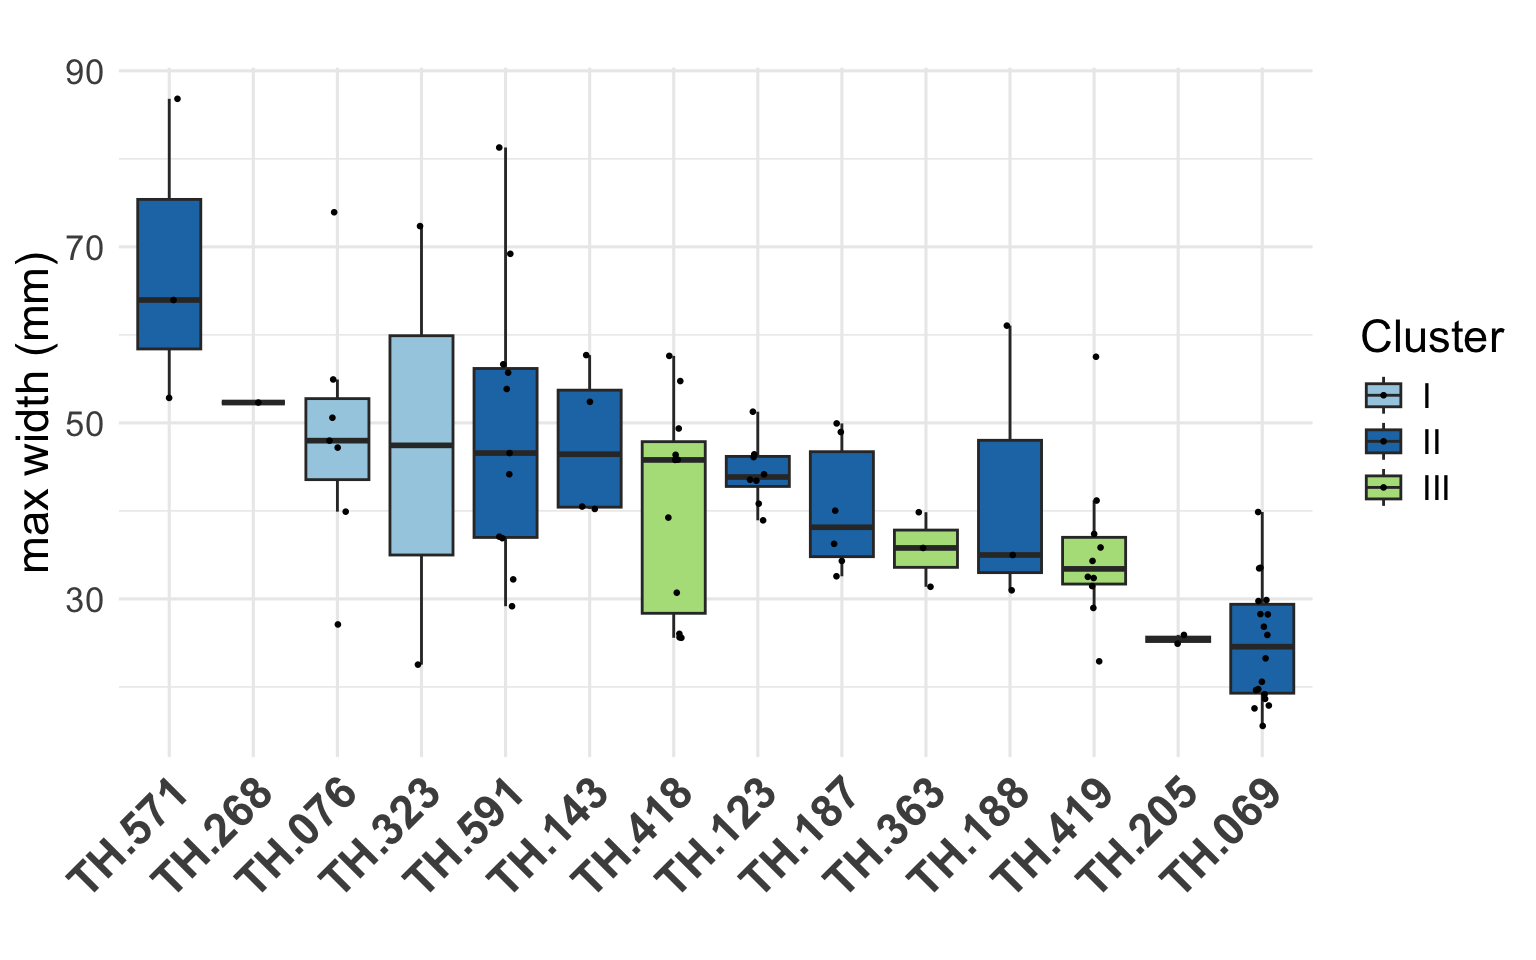 90
70
50
30
max width (mm)
TH.571
TH.268
TH.076
TH.323
TH.591
TH.143
TH.418
TH.123
TH.187
TH.363
TH.188
TH.419
TH.205
TH.069
Cluster
I
II
III